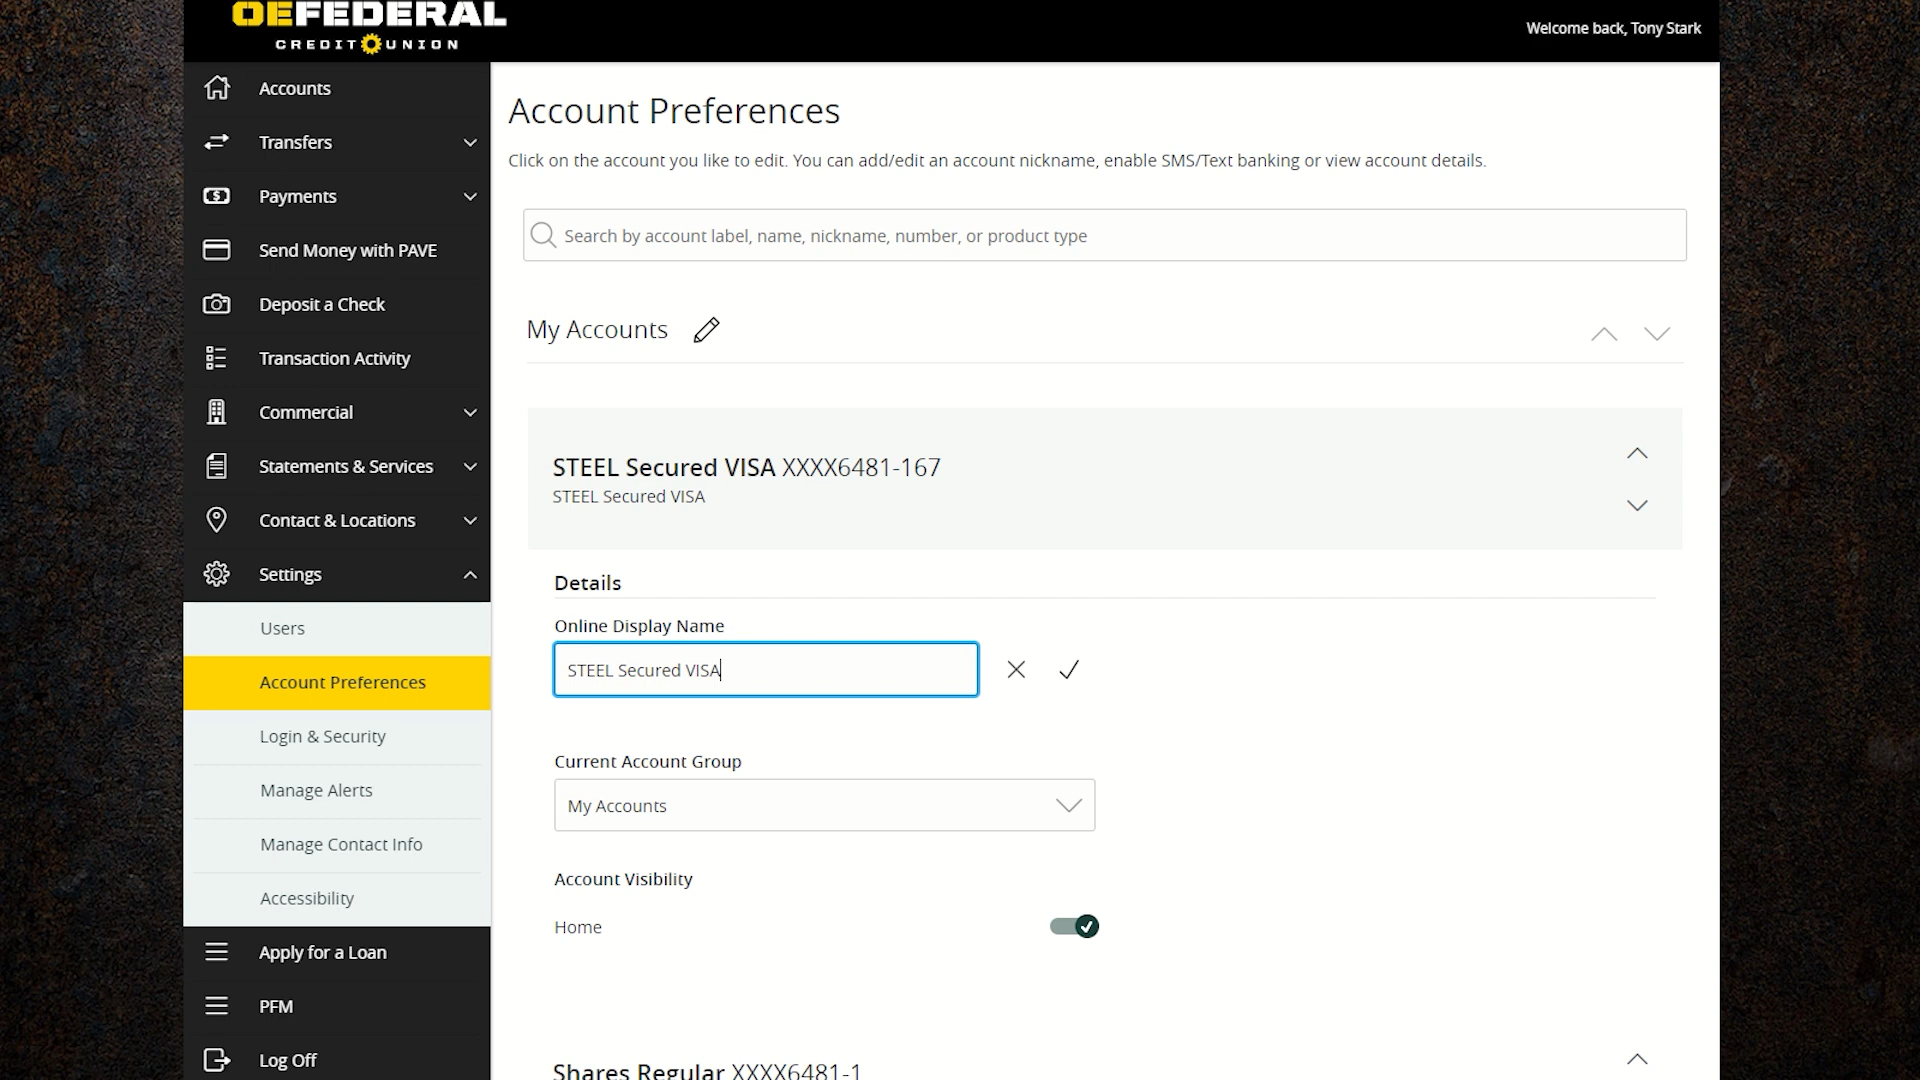 OEFEDERAL
CREDIT UNION
Welcome back, Tony Stark
Accounts
Transfers
Payments
Send Money with PAVE
Deposit a Check
Transaction Activity
Commercial
Statements & Services
Contact & Locations
Settings
Users
Account Preferences
Login & Security
Manage Alerts
Manage Contact Info
Accessibility
Apply for a Loan
PFM
Log Off
Account Preferences
Click on the account you like to edit. You can add/edit an account nickname, enable SMS/Text banking or view account details.
Search by account label, name, nickname, number, or product type
My Accounts
STEEL Secured VISA XXXX6481-167
STEEL Secured VISA
Details
Online Display Name
STEEL Secured VISA
Current Account Group
My Accounts
Account Visibility
Home
Shares Regular XXXX6481-1